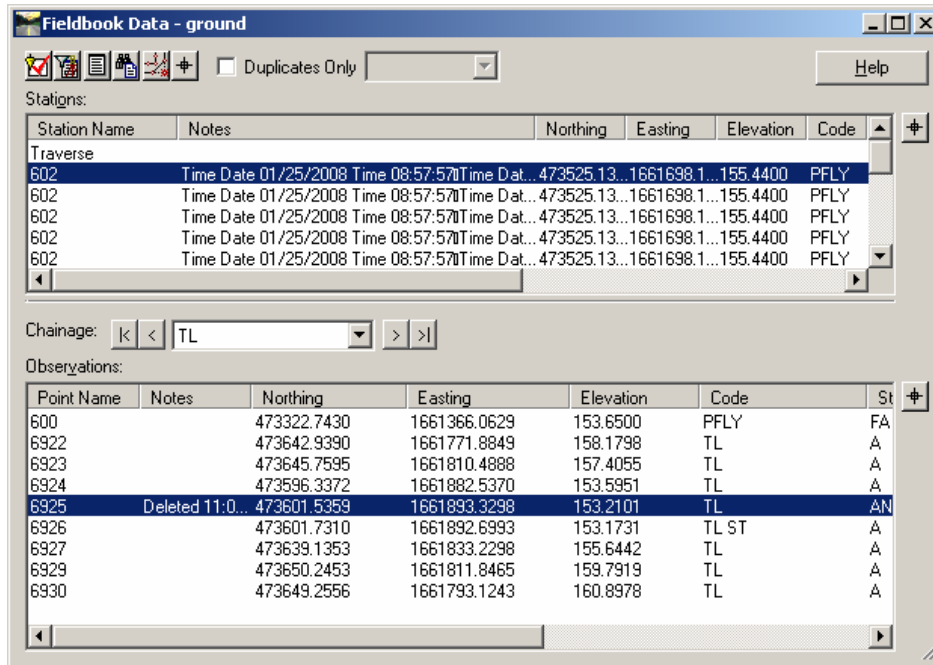 Fieldbook Data - ground
Duplicates Only
Help
Stations:
Station Name Notes Northing Easting Elevation Code
Traverse
602 Time Date 01/25/2008 Time 08:57:57 Time Dat... 473525.13... 1661698.1... 155.4400 PFLY
602 Time Date 01/25/2008 Time 08:57:57 Time Dat... 473525.13... 1661698.1... 155.4400 PFLY
602 Time Date 01/25/2008 Time 08:57:57 Time Dat... 473525.13... 1661698.1... 155.4400 PFLY
602 Time Date 01/25/2008 Time 08:57:57 Time Dat... 473525.13... 1661698.1... 155.4400 PFLY
602 Time Date 01/25/2008 Time 08:57:57 Time Dat... 473525.13... 1661698.1... 155.4400 PFLY
Chainage: TL
Observations:
Point Name Notes Northing Easting Elevation Code St
600 473322.7430 1661366.0629 153.6500 PFLY FA
6922 473642.9390 1661771.8849 158.1798 TL A
6923 473645.7595 1661810.4888 157.4055 TL A
6924 473596.3372 1661882.5370 153.5951 TL A
6925 Deleted 11:0... 473601.5359 1661893.3298 153.2101 TL AN
6926 473601.7310 1661892.6993 153.1731 TL ST A
6927 473639.1353 1661833.2298 155.6442 TL A
6929 473650.2453 1661811.8465 159.7919 TL A
6930 473649.2556 1661793.1243 160.8978 TL A